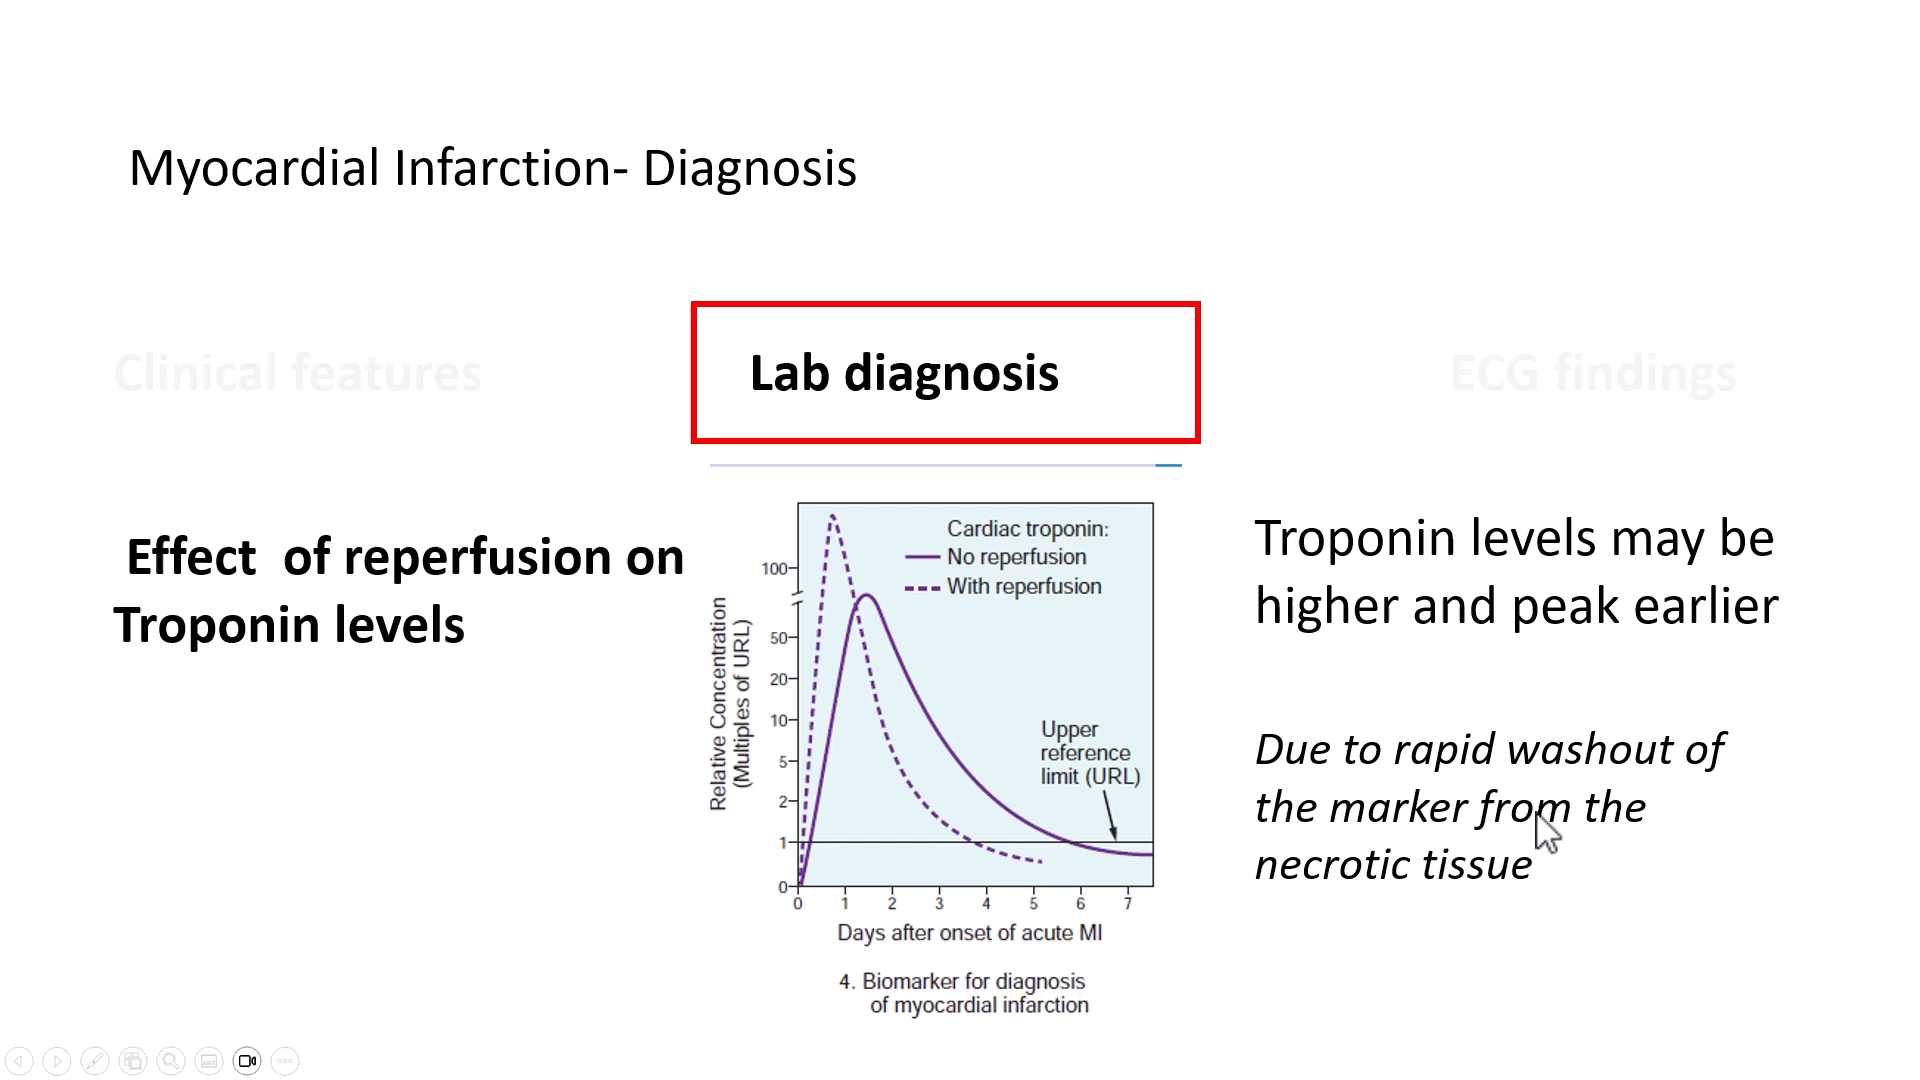 Myocardial Infarction- Diagnosis
Clinical features
Lab diagnosis
ECG findings
Effect of reperfusion on
Troponin levels
Cardiac troponin:
No reperfusion
With reperfusion
Relative Concentration
(Multiples of URL)
100
50
20
10
5
2
1
0
Upper
reference
limit (URL)
0 1 2 3 4 5 6 7
Days after onset of acute MI
4. Biomarker for diagnosis
of myocardial infarction
Troponin levels may be
higher and peak earlier
Due to rapid washout of
the marker from the
necrotic tissue